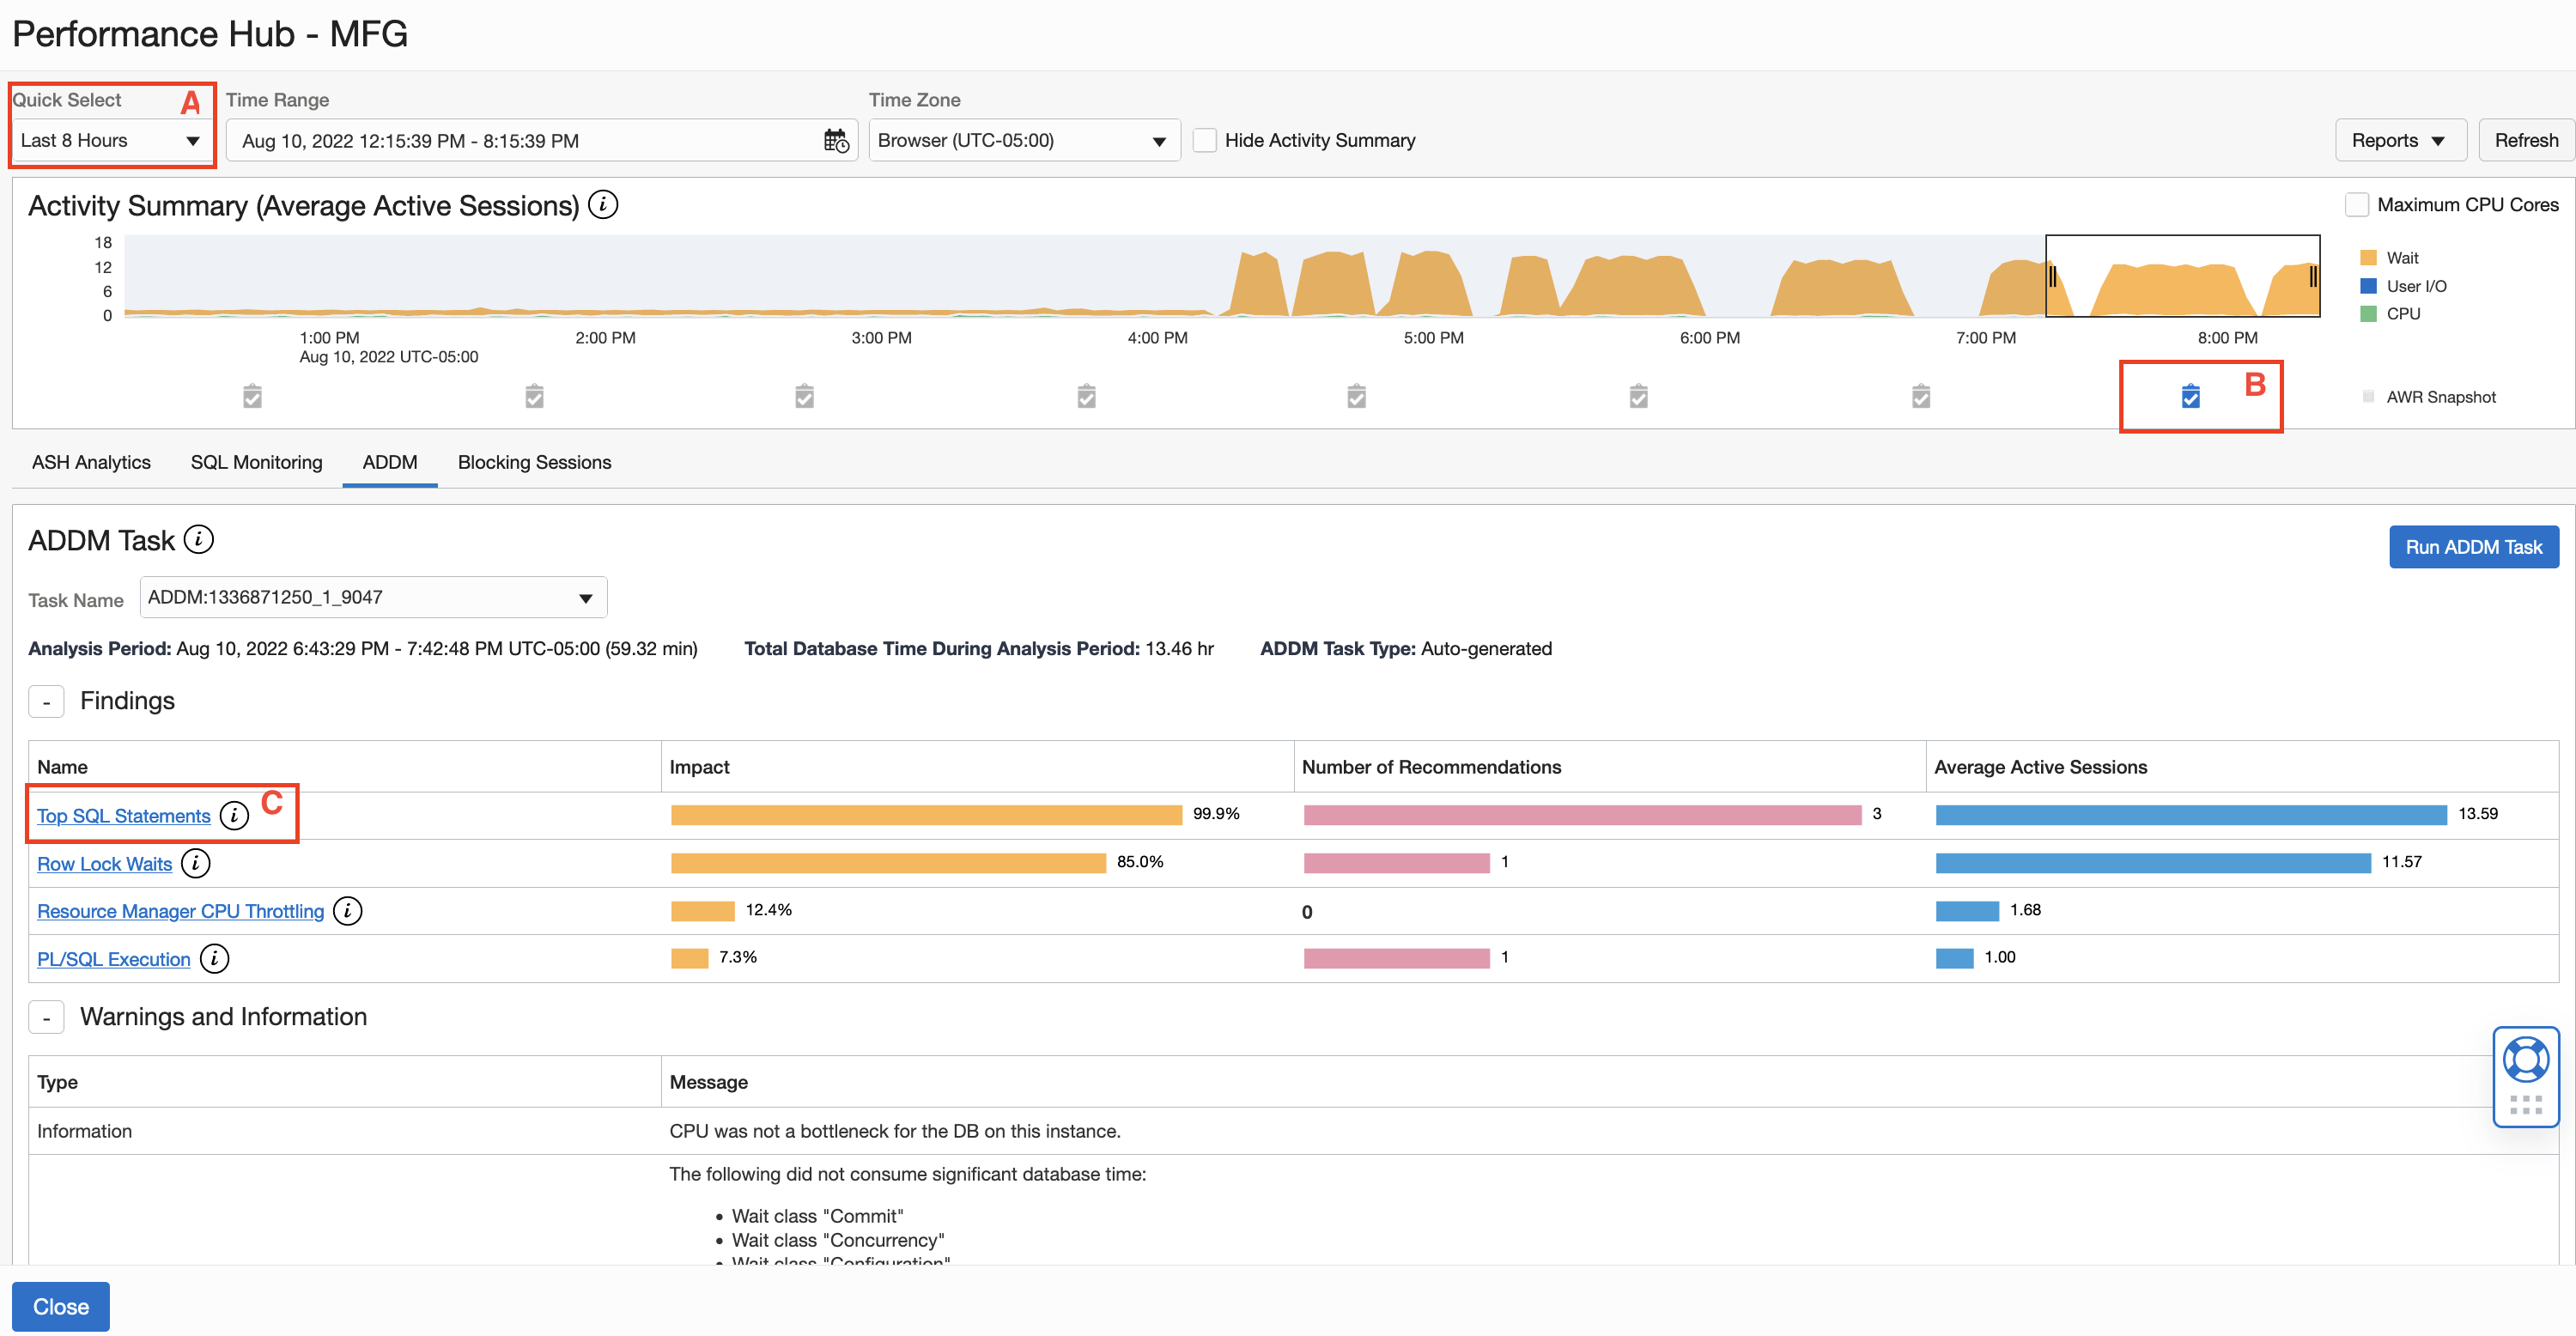 Performance Hub - MFG
Quick Select A Time Range Time Zone
Last 8 Hours Aug 10, 2022 12:15:39 PM - 8:15:39 PM Browser (UTC-05:00) Hide Activity Summary Reports Refresh
Activity Summary (Average Active Sessions) i Maximum CPU Cores
18
12
6
0
Wait
User I/O
CPU
1:00 PM 2:00 PM 3:00 PM 4:00 PM 5:00 PM 6:00 PM 7:00 PM 8:00 PM
Aug 10, 2022 UTC-05:00
B AWR Snapshot
ASH Analytics SQL Monitoring ADDM Blocking Sessions
ADDM Task i Run ADDM Task
Task Name ADDM:1336871250_1_9047
Analysis Period: Aug 10, 2022 6:43:29 PM - 7:42:48 PM UTC-05:00 (59.32 min) Total Database Time During Analysis Period: 13.46 hr ADDM Task Type: Auto-generated
- Findings
Name Impact Number of Recommendations Average Active Sessions
Top SQL Statements i C 99.9% 3 13.59
Row Lock Waits i 85.0% 1 11.57
Resource Manager CPU Throttling i 12.4% 0 1.68
PL/SQL Execution i 7.3% 1 1.00
- Warnings and Information
Type Message
Information CPU was not a bottleneck for the DB on this instance.
The following did not consume significant database time:
• Wait class "Commit"
• Wait class "Concurrency"
• Wait class "Configuration"
Close